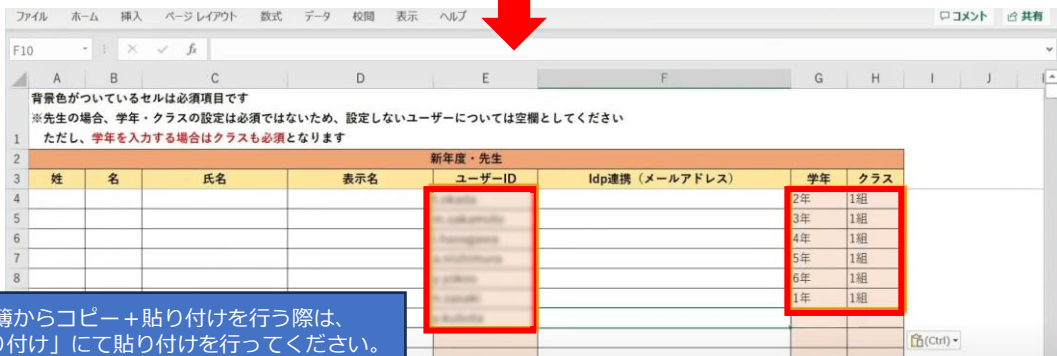 ファイル ホーム 挿入 ページ レイアウト 数式 データ 校閲 表示 ヘルプ コメント 共有
F10 fx
A B C D E F G H I J
背景色がついているセルは必須項目です
※先生の場合、学年・クラスの設定は必須ではないため、設定しないユーザーについては空欄としてください
1 ただし、学年を入力する場合はクラスも必須となります
2 新年度・先生
3 姓 名 氏名 表示名 ユーザーID Idp連携（メールアドレス） 学年 クラス
4 2年 1組
5 3年 1組
6 4年 1組
7 5年 1組
8 6年 1組
1年 1組
簿からコピー＋貼り付けを行う際は、
り付け」にて貼り付けを行ってください。
(Ctrl)